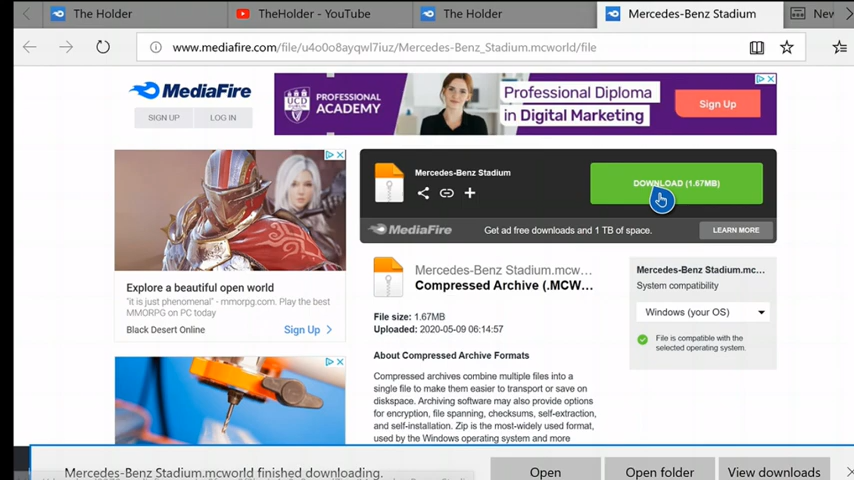 The Holder
TheHolder - YouTube
The Holder
Mercedes-Benz Stadium
New
www.mediafire.com/file/u4o0o8ayqwl7iuz/Mercedes-Benz_Stadium.mcworld/file
MediaFire
SIGN UP
LOG IN
UCD
PROFESSIONAL
ACADEMY
Professional Diploma
in Digital Marketing
Sign Up
Mercedes-Benz Stadium
DOWNLOAD (1.67MB)
MediaFire
Get ad free downloads and 1 TB of space.
LEARN MORE
Explore a beautiful open world
"it is just phenomenal" - mmorpg.com. Play the best
MMORPG on PC today
Black Desert Online
Sign Up
Mercedes-Benz Stadium.mcw...
Compressed Archive (.MCW...
File size: 1.67MB
Uploaded: 2020-05-09 06:14:57
About Compressed Archive Formats
Compressed archives combine multiple files into a
single file to make them easier to transport or save on
diskspace. Archiving software may also provide options
for encryption, file spanning, checksums, self-extraction,
and self-installation. Zip is the most-widely used format,
used by the Windows operating system and more
Mercedes-Benz Stadium.mc...
System compatibility
Windows (your OS)
File is compatible with the
selected operating system.
Mercedes-Benz Stadium.mcworld finished downloading.
Open
Open folder
View downloads